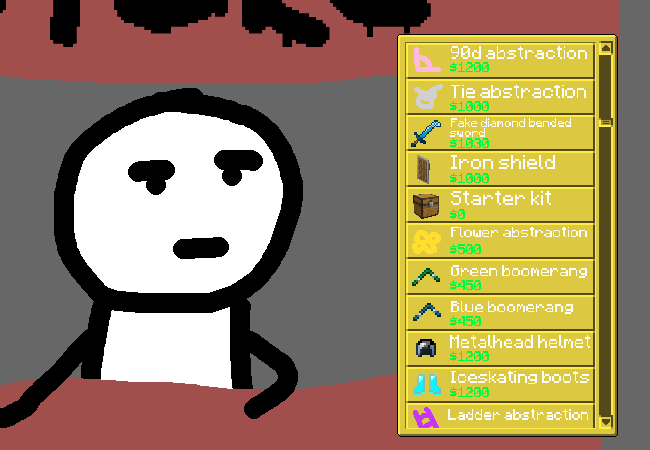 90d abstraction
$1200
Tie abstraction
$1000
Fake diamond bended
sword
$1030
Iron shield
$1000
Starter kit
$0
Flower abstraction
$500
Green boomerang
$450
Blue boomerang
$450
Metalhead helmet
$1200
Iceskating boots
$1200
Ladder abstraction